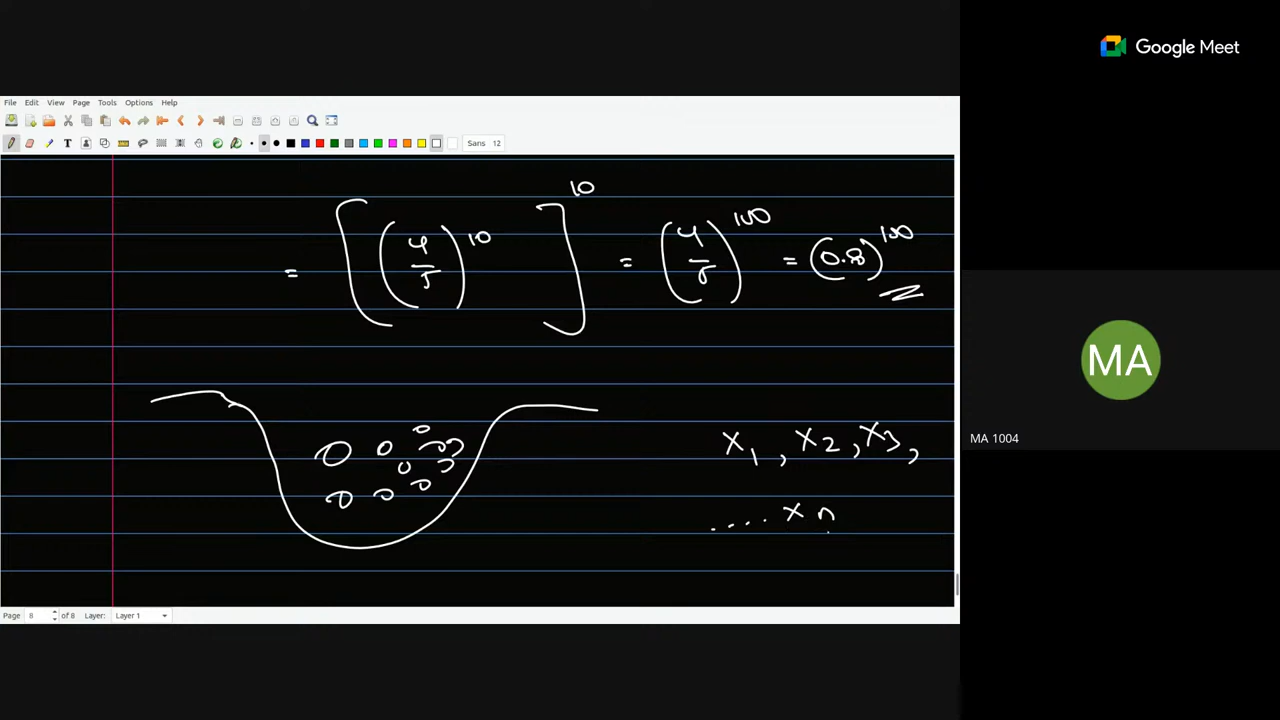 Google Meet
File Edit View Page Tools Options Help
Sans 12
= [(4/5)^10]^10 = (4/5)^100 = (0.8)^100
x1, x2, x3,
.... xn
MA
MA 1004
Page 8 of 8 Layer: Layer 1